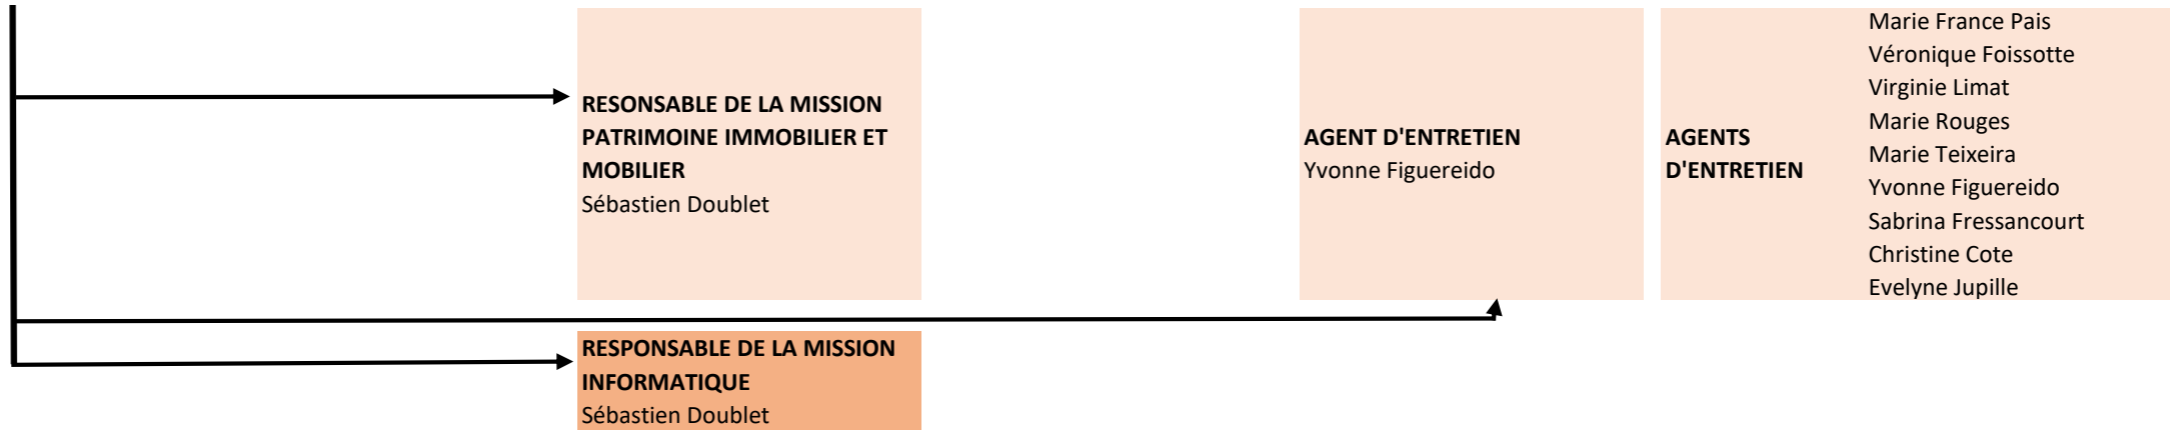 RESONSABLE DE LA MISSION
PATRIMOINE IMMOBILIER ET
MOBILIER
Sébastien Doublet
AGENT D'ENTRETIEN
Yvonne Figuereido
AGENTS
D'ENTRETIEN
Marie France Pais
Véronique Foissotte
Virginie Limat
Marie Rouges
Marie Teixeira
Yvonne Figuereido
Sabrina Fressancourt
Christine Cote
Evelyne Jupille
RESPONSABLE DE LA MISSION
INFORMATIQUE
Sébastien Doublet